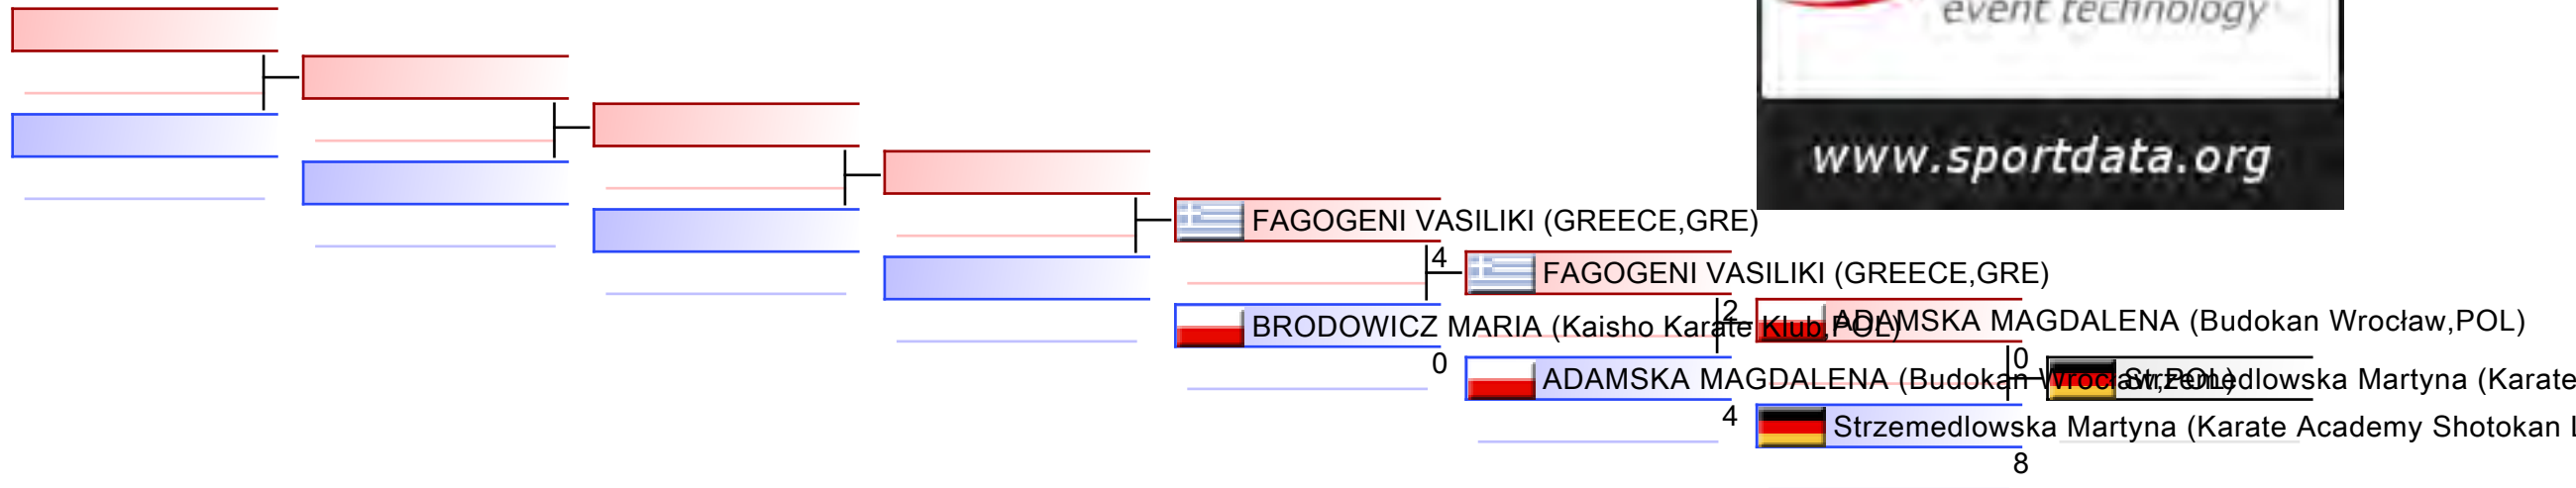 event technology
www.sportdata.org
FAGOGENI VASILIKI (GREECE,GRE)
4
FAGOGENI VASILIKI (GREECE,GRE)
BRODOWICZ MARIA (Kaisho Karate Klub,POL)
0
2
ADAMSKA MAGDALENA (Budokan Wrocław,POL)
ADAMSKA MAGDALENA (Budokan Wrocław,POL)
4
0
Strzemedlowska Martyna (Karate
Strzemedlowska Martyna (Karate Academy Shotokan
8